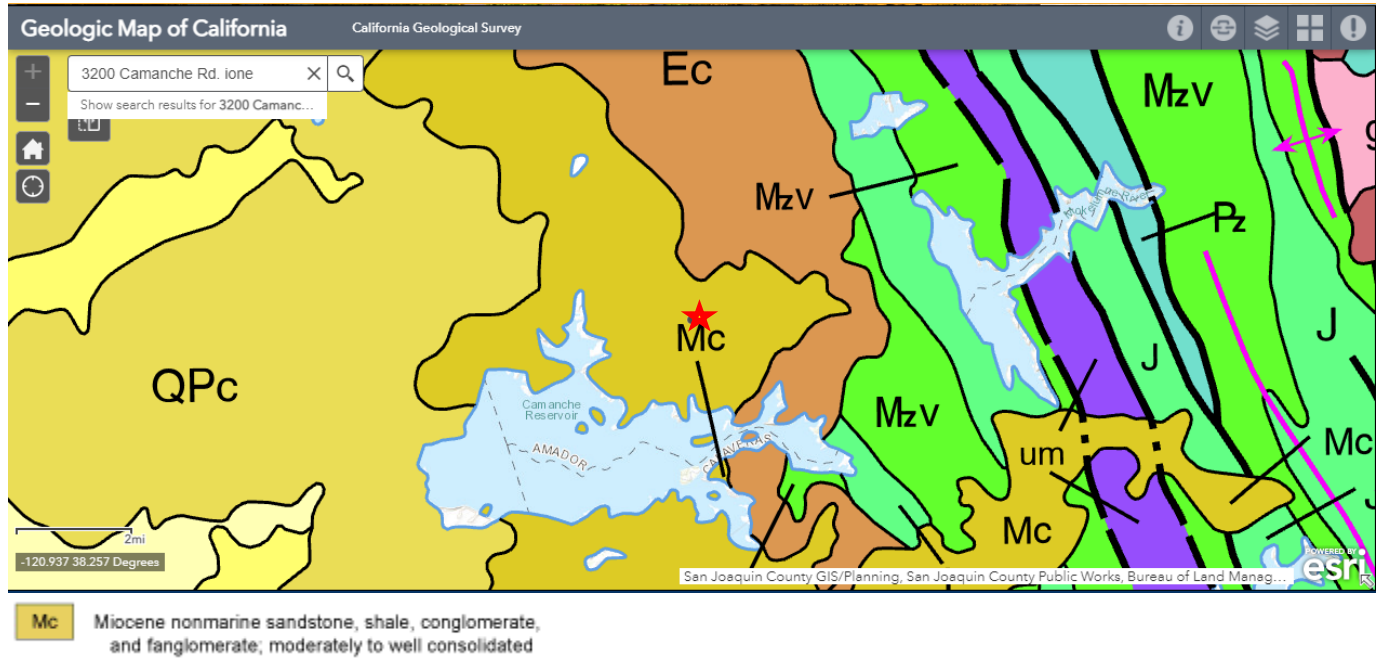 Geologic Map of California
California Geological Survey
3200 Camanche Rd. ione
Show search results for 3200 Camanc...
Ec
Mzv
Mzv
g
Pz
Mc
J
J
QPc
Camanche
Reservoir
AMADOR
CALAVERAS
Mzv
um
Mc
Mc
J
2mi
-120.937 38.257 Degrees
San Joaquin County GIS/Planning, San Joaquin County Public Works, Bureau of Land Manag...
POWERED BY
esri
Mc
Miocene nonmarine sandstone, shale, conglomerate,
and fanglomerate; moderately to well consolidated